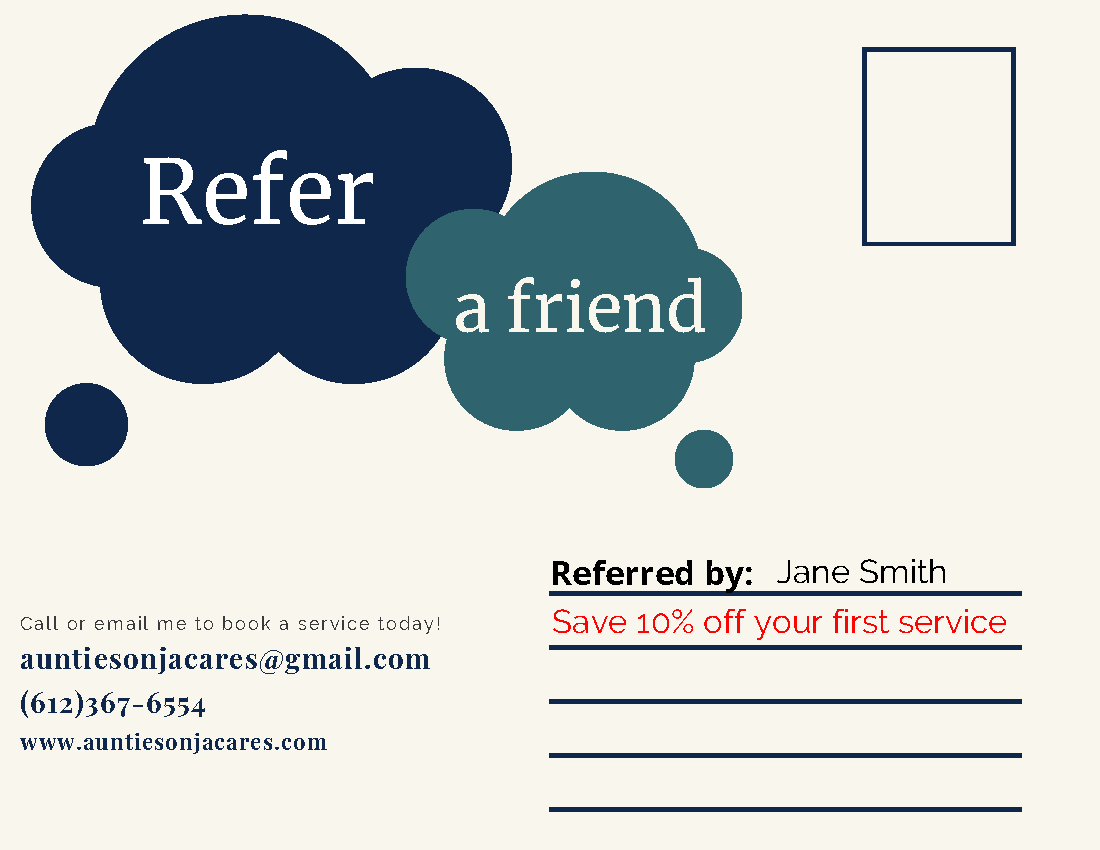 Refer
a friend
Referred by: Jane Smith
Save 10% off your first service
Call or email me to book a service today!
auntiesonjacares@gmail.com
(612)367-6554
www.auntiesonjacares.com